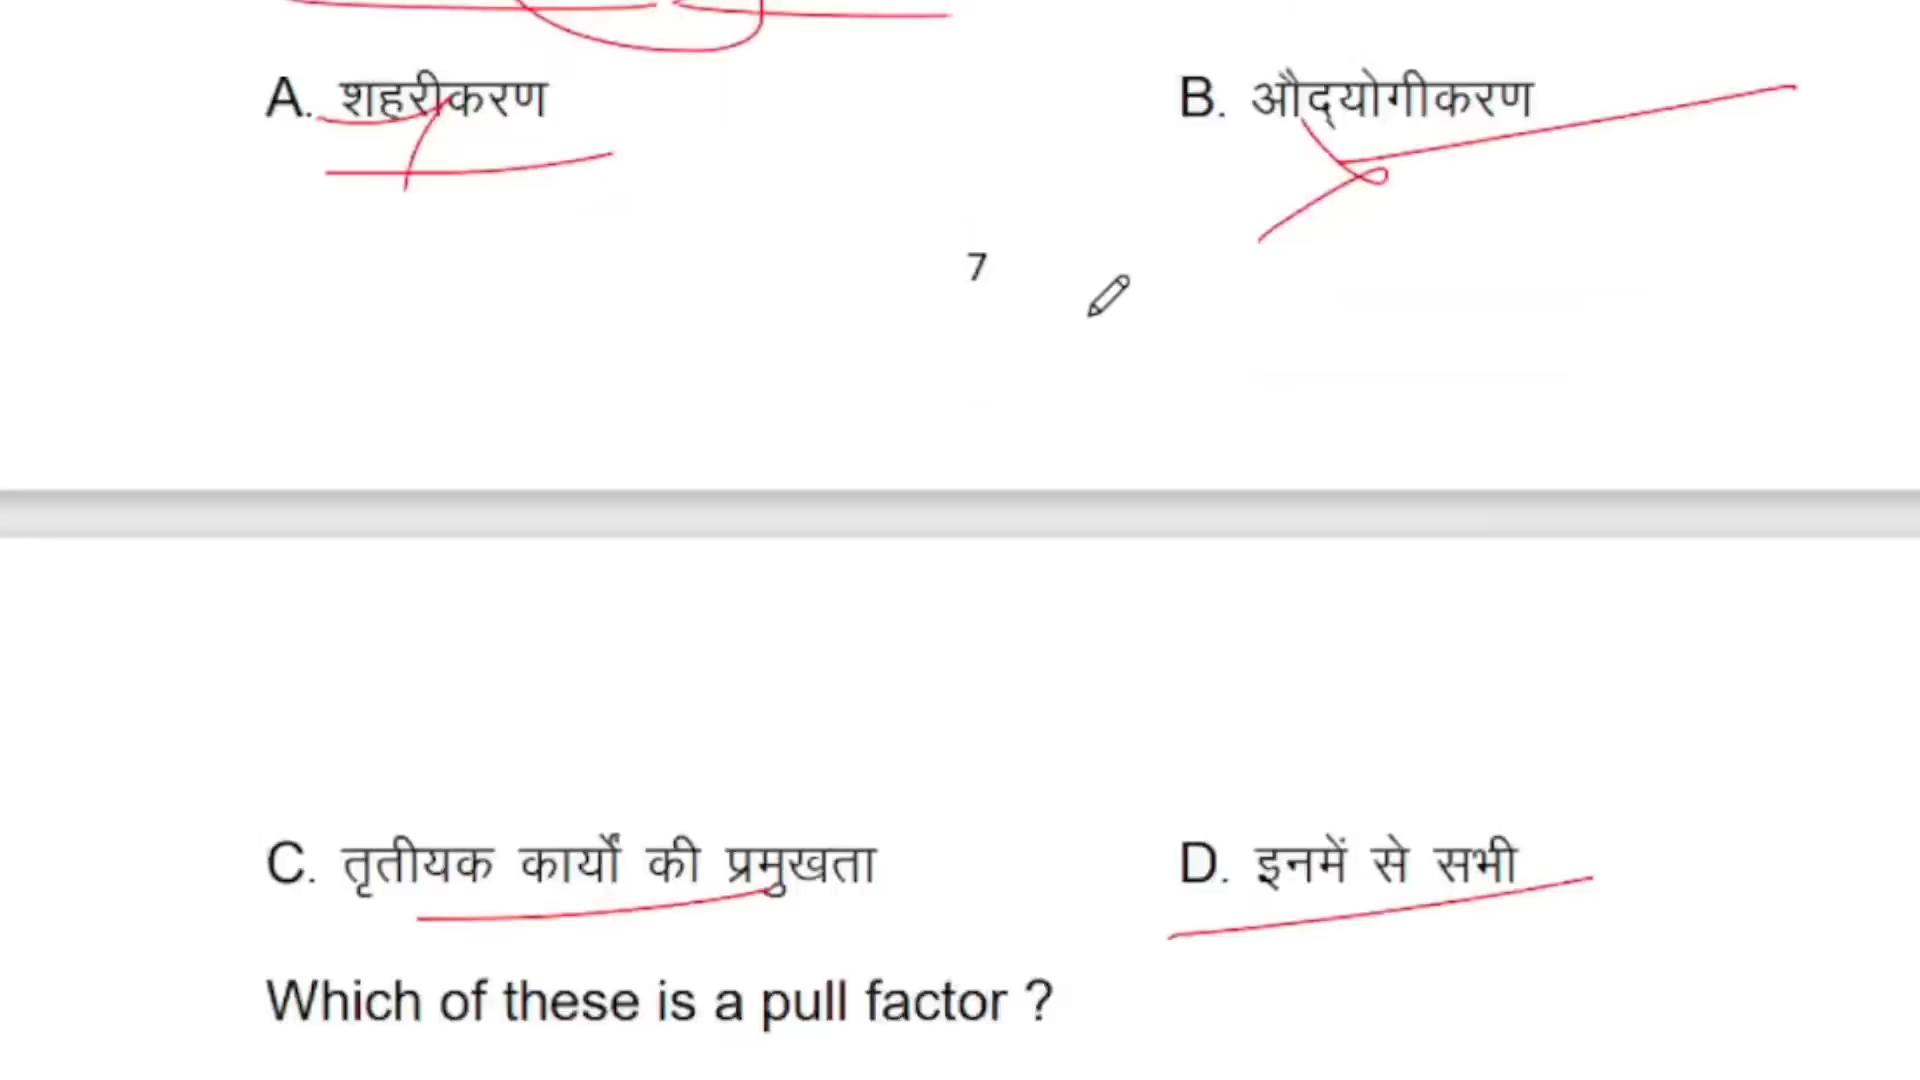 A. शहरीकरण B. औद्योगीकरण
7
C. तृतीयक कार्यों की प्रमुखता D. इनमें से सभी
Which of these is a pull factor ?